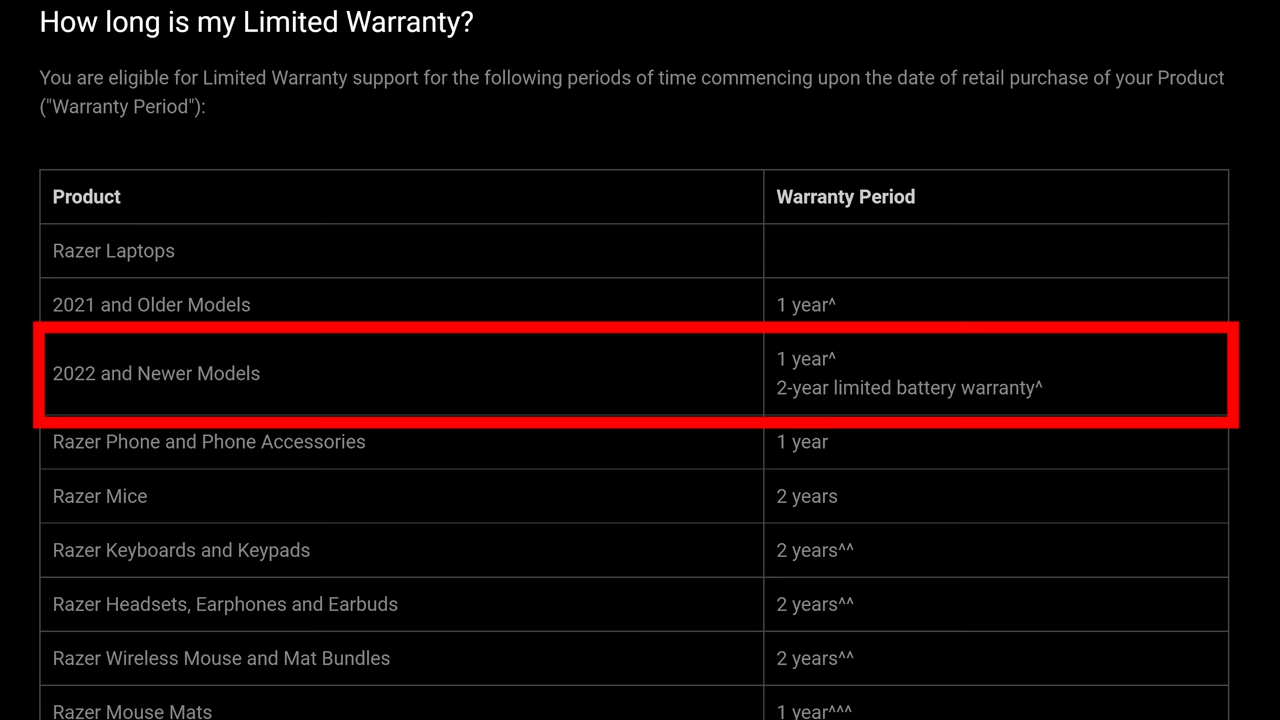 How long is my Limited Warranty?
You are eligible for Limited Warranty support for the following periods of time commencing upon the date of retail purchase of your Product
("Warranty Period"):
Product Warranty Period
Razer Laptops
2021 and Older Models 1 year^
2022 and Newer Models 1 year^
2-year limited battery warranty^
Razer Phone and Phone Accessories 1 year
Razer Mice 2 years
Razer Keyboards and Keypads 2 years^^
Razer Headsets, Earphones and Earbuds 2 years^^
Razer Wireless Mouse and Mat Bundles 2 years^^
Razer Mouse Mats 1 year^^^